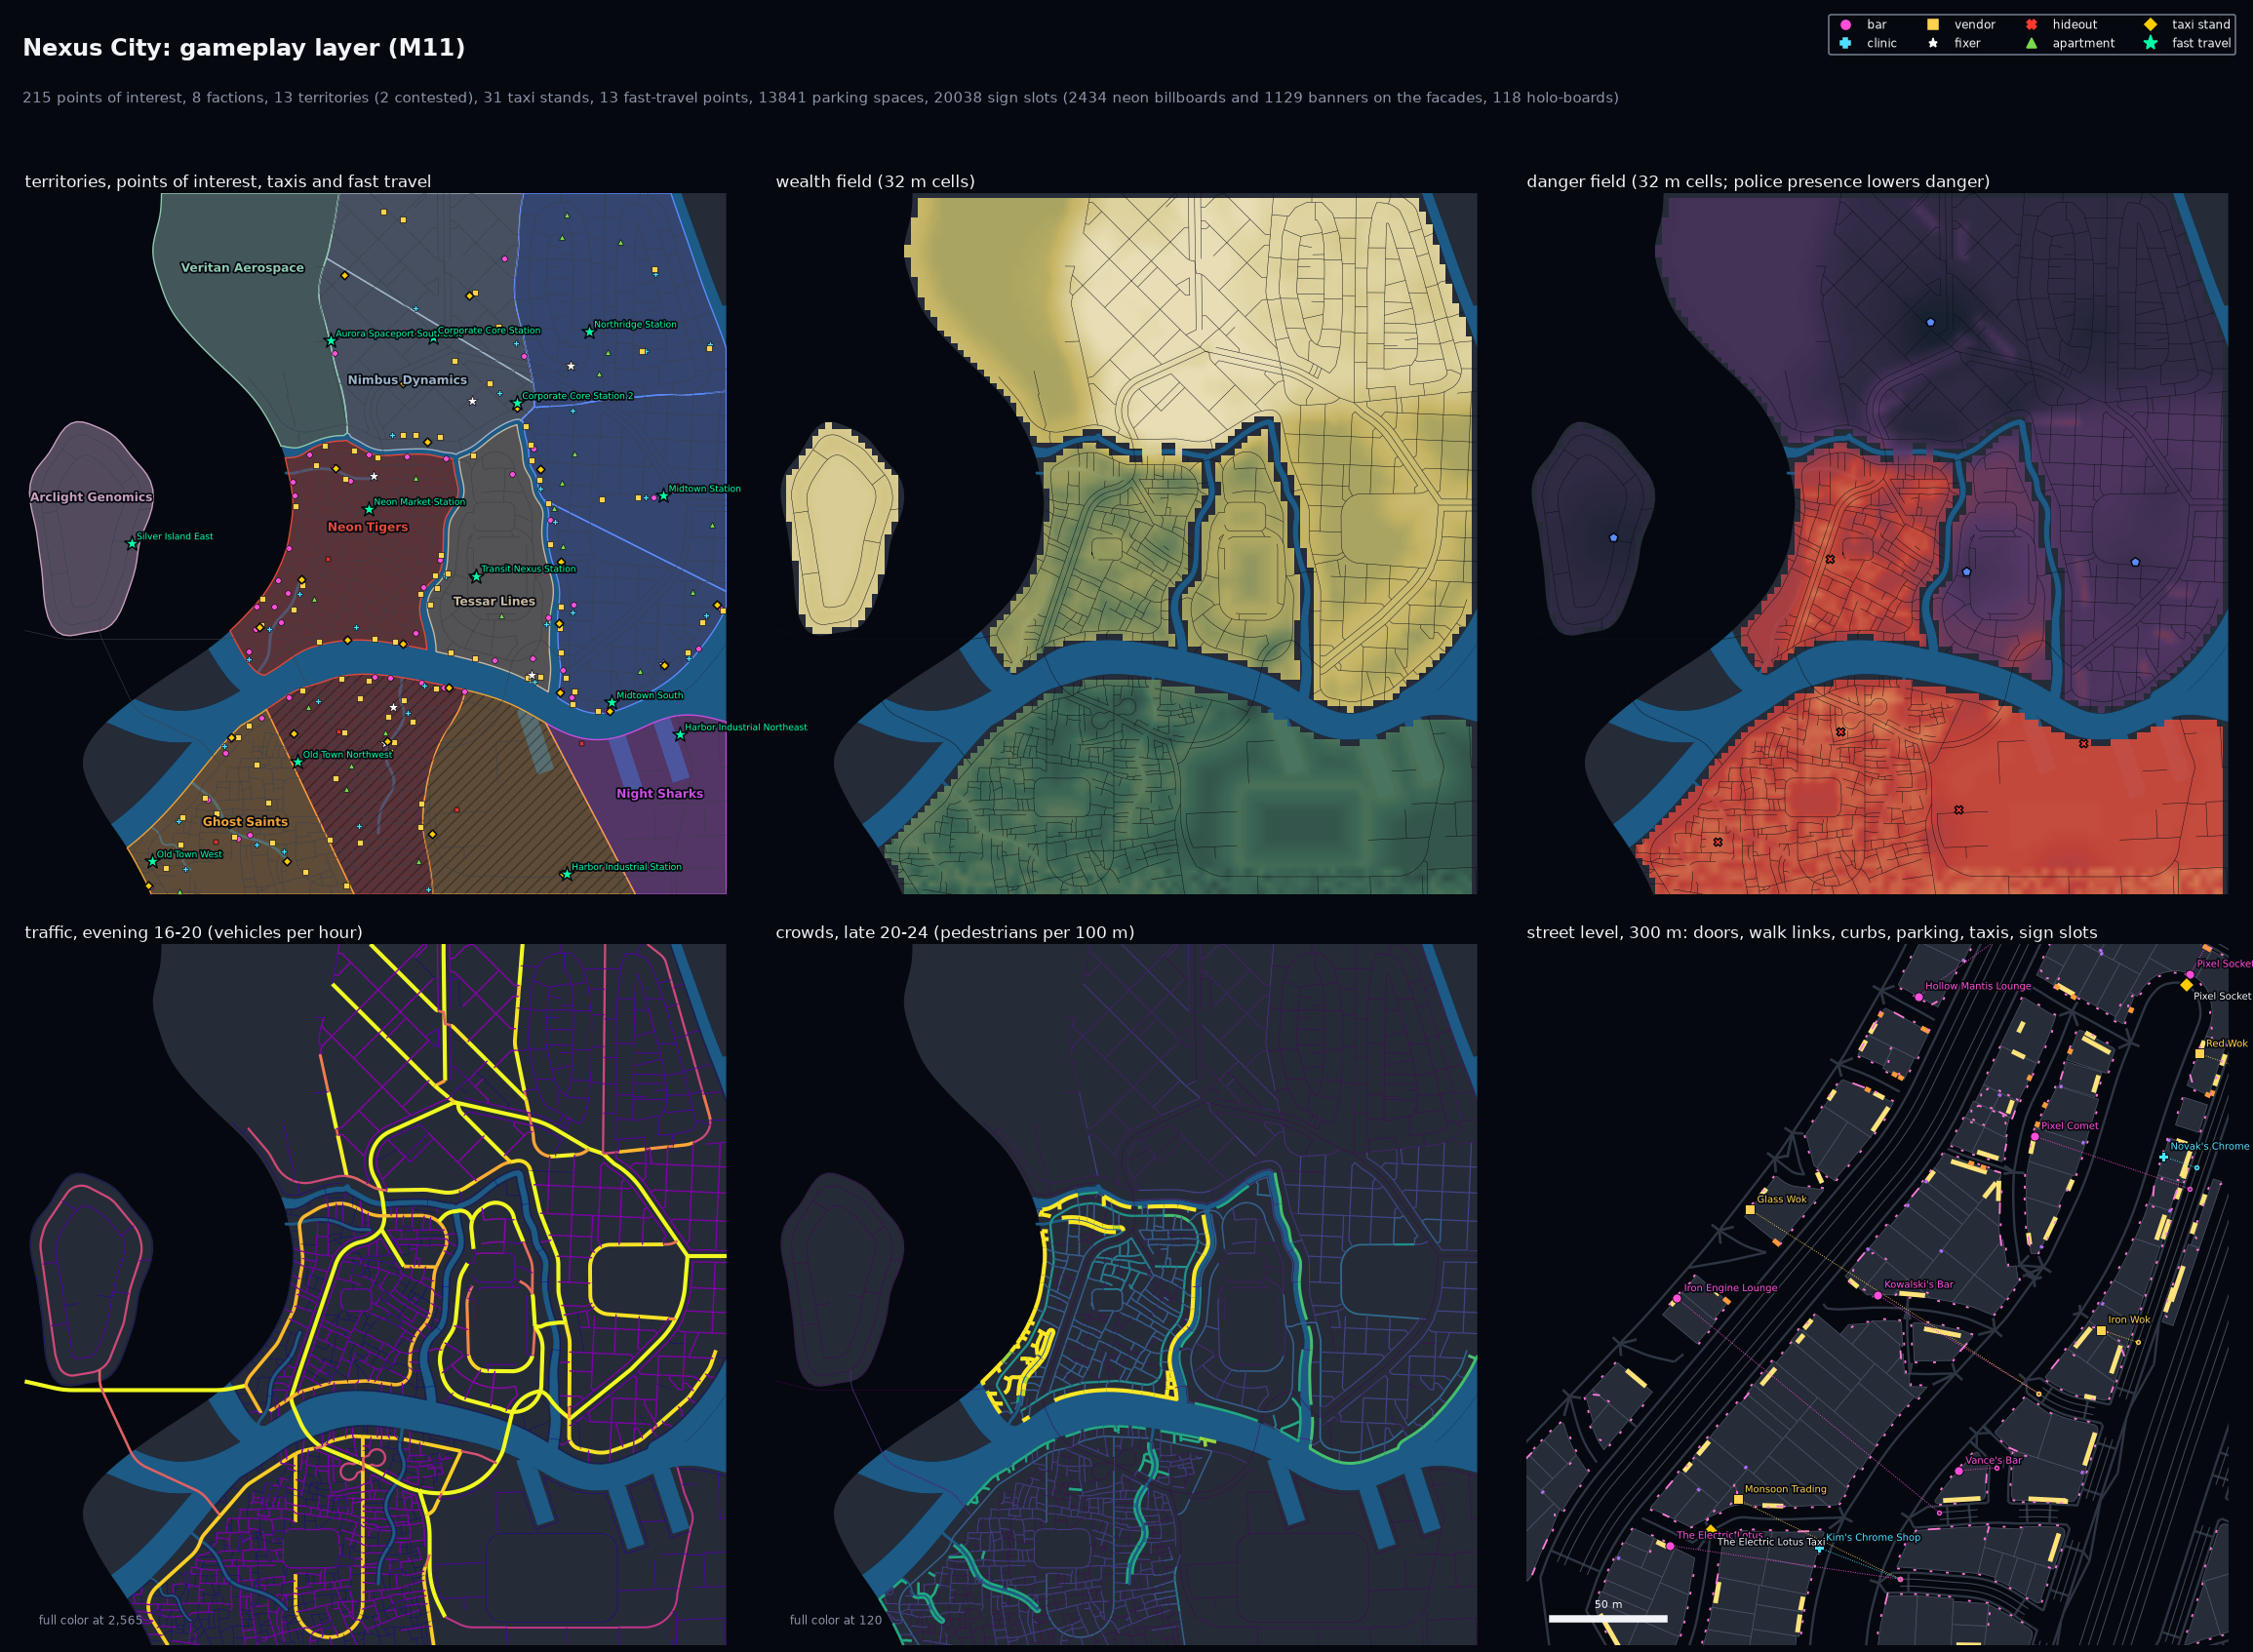 Nexus City: gameplay layer (M11)
bar
vendor
hideout
taxi stand
clinic
fixer
apartment
fast travel
215 points of interest, 8 factions, 13 territories (2 contested), 31 taxi stands, 13 fast-travel points, 13841 parking spaces, 20038 sign slots (2434 neon billboards and 1129 banners on the facades, 118 holo-boards)
territories, points of interest, taxis and fast travel
Veritan Aerospace
Northridge Station
Aurora Spaceport
Corporate Core Station
Nimbus Dynamics
Corporate Core Station 2
Arclight Genomics
Midtown Station
Neon Market Station
Neon Tigers
Silver Island East
Transit Nexus Station
Tessar Lines
Midtown South
Harbor Industrial Northeast
Old Town Northwest
Night Sharks
Ghost Saints
Old Town West
Harbor Industrial Station
wealth field (32 m cells)
danger field (32 m cells; police presence lowers danger)
traffic, evening 16-20 (vehicles per hour)
full color at 2,565
crowds, late 20-24 (pedestrians per 100 m)
full color at 120
street level, 300 m: doors, walk links, curbs, parking, taxis, sign slots
Pixel Socket
Hollow Mantis Lounge
Pixel Socket
Red Wok
Pixel Comet
Novak's Chrome
Glass Wok
Kowalski's Bar
Iron Engine Lounge
Iron Wok
Vance's Bar
Monsoon Trading
The Electric Lotus
The Electric Lotus Taxi
Kim's Chrome Shop
50 m